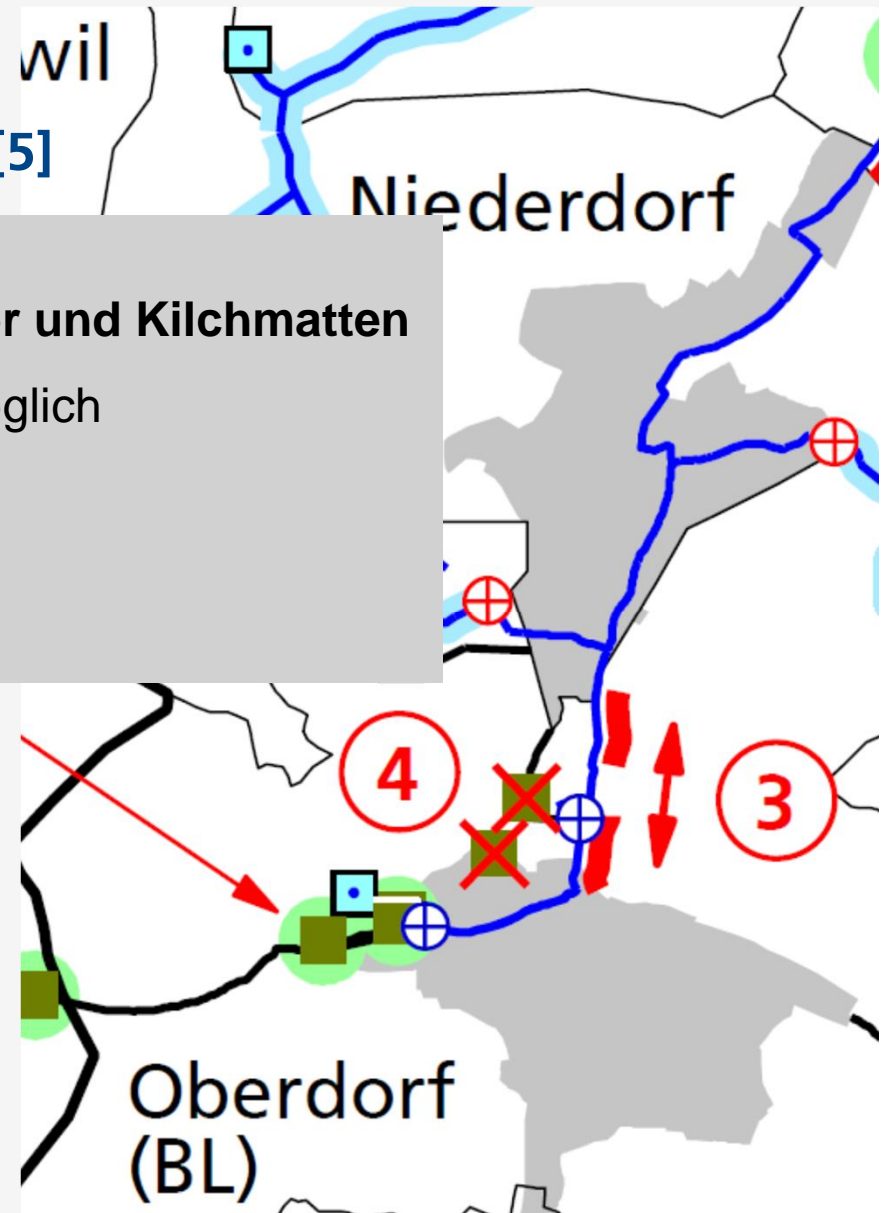 wil
[5]
Niederdorf
r und Kilchmatten
glich
4
3
Oberdorf
(BL)